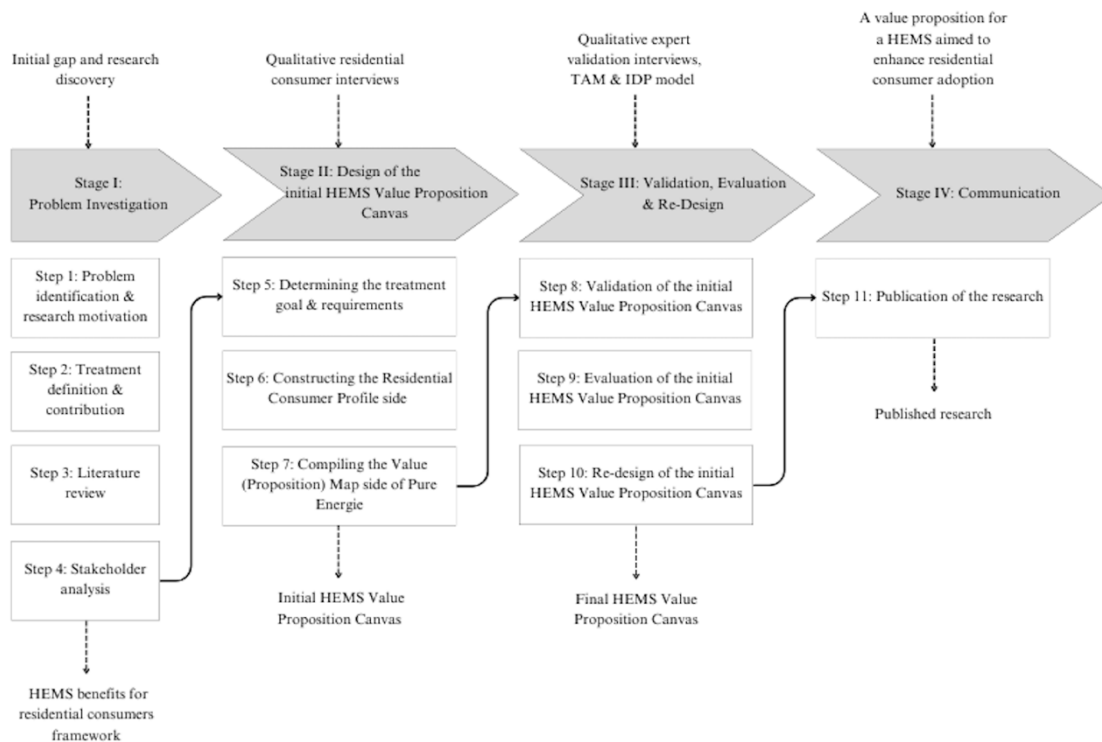 Initial gap and research
discovery
Qualitative residential
consumer interviews
Qualitative expert
validation interviews,
TAM & IDP model
A value proposition for
a HEMS aimed to
enhance residential
consumer adoption
Stage I:
Problem Investigation
Stage II: Design of the
initial HEMS Value Proposition
Canvas
Stage III: Validation, Evaluation
& Re-Design
Stage IV: Communication
Step 1: Problem
identification &
research motivation
Step 2: Treatment
definition &
contribution
Step 3: Literature
review
Step 4: Stakeholder
analysis
HEMS benefits for
residential consumers
framework
Step 5: Determining the treatment
goal & requirements
Step 6: Constructing the Residential
Consumer Profile side
Step 7: Compiling the Value
(Proposition) Map side of Pure
Energie
Initial HEMS Value
Proposition Canvas
Step 8: Validation of the initial
HEMS Value Proposition Canvas
Step 9: Evaluation of the initial
HEMS Value Proposition Canvas
Step 10: Re-design of the initial
HEMS Value Proposition Canvas
Final HEMS Value
Proposition Canvas
Step 11: Publication of the research
Published research